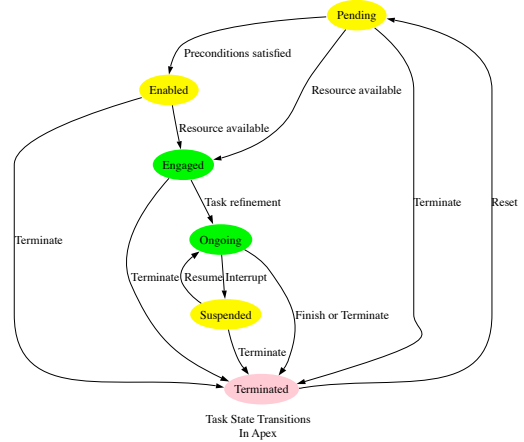 Pending
Preconditions satisfied
Enabled
Resource available
Resource available
Engaged
Task refinement
Terminate
Reset
Ongoing
Terminate
Terminate
Resume
Interrupt
Suspended
Finish or Terminate
Terminate
Terminated
Task State Transitions
In Apex